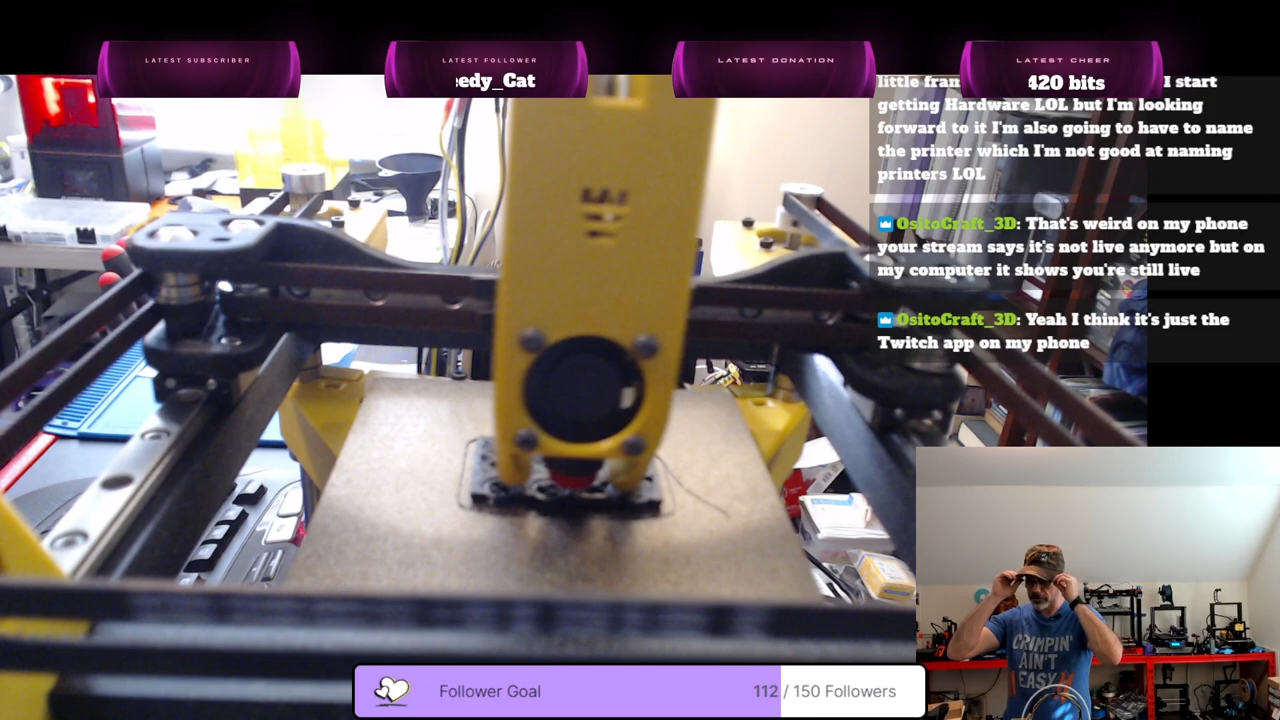 LATEST SUBSCRIBER
LATEST FOLLOWER
eedy_Cat
LATEST DONATION
LATEST CHEER
420 bits
little fran I start
getting Hardware LOL but I'm looking
forward to it I'm also going to have to name
the printer which I'm not good at naming
printers LOL
OsitoCraft_3D: That's weird on my phone
your stream says it's not live anymore but on
my computer it shows you're still live
OsitoCraft_3D: Yeah I think it's just the
Twitch app on my phone
CRIMPIN'
AIN'T
EASY
Follower Goal
112 / 150 Followers